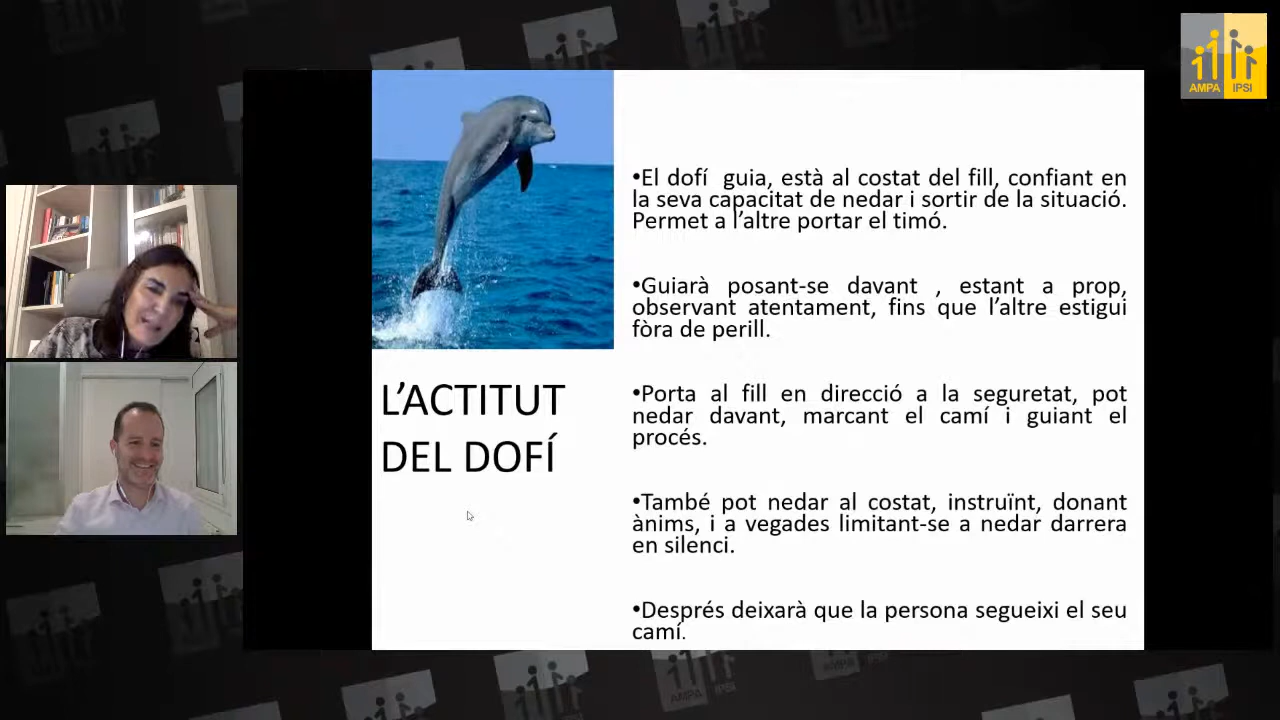 AMPA IPSI
•El dofí guia, està al costat del fill, confiant en
la seva capacitat de nedar i sortir de la situació.
Permet a l’altre portar el timó.
•Guiarà posant-se davant , estant a prop,
observant atentament, fins que l’altre estigui
fòra de perill.
L’ACTITUT
DEL DOFÍ
•Porta al fill en direcció a la seguretat, pot
nedar davant, marcant el camí i guiant el
procés.
•També pot nedar al costat, instruïnt, donant
ànims, i a vegades limitant-se a nedar darrera
en silenci.
•Després deixarà que la persona segueixi el seu
camí.
AMPA IPSI